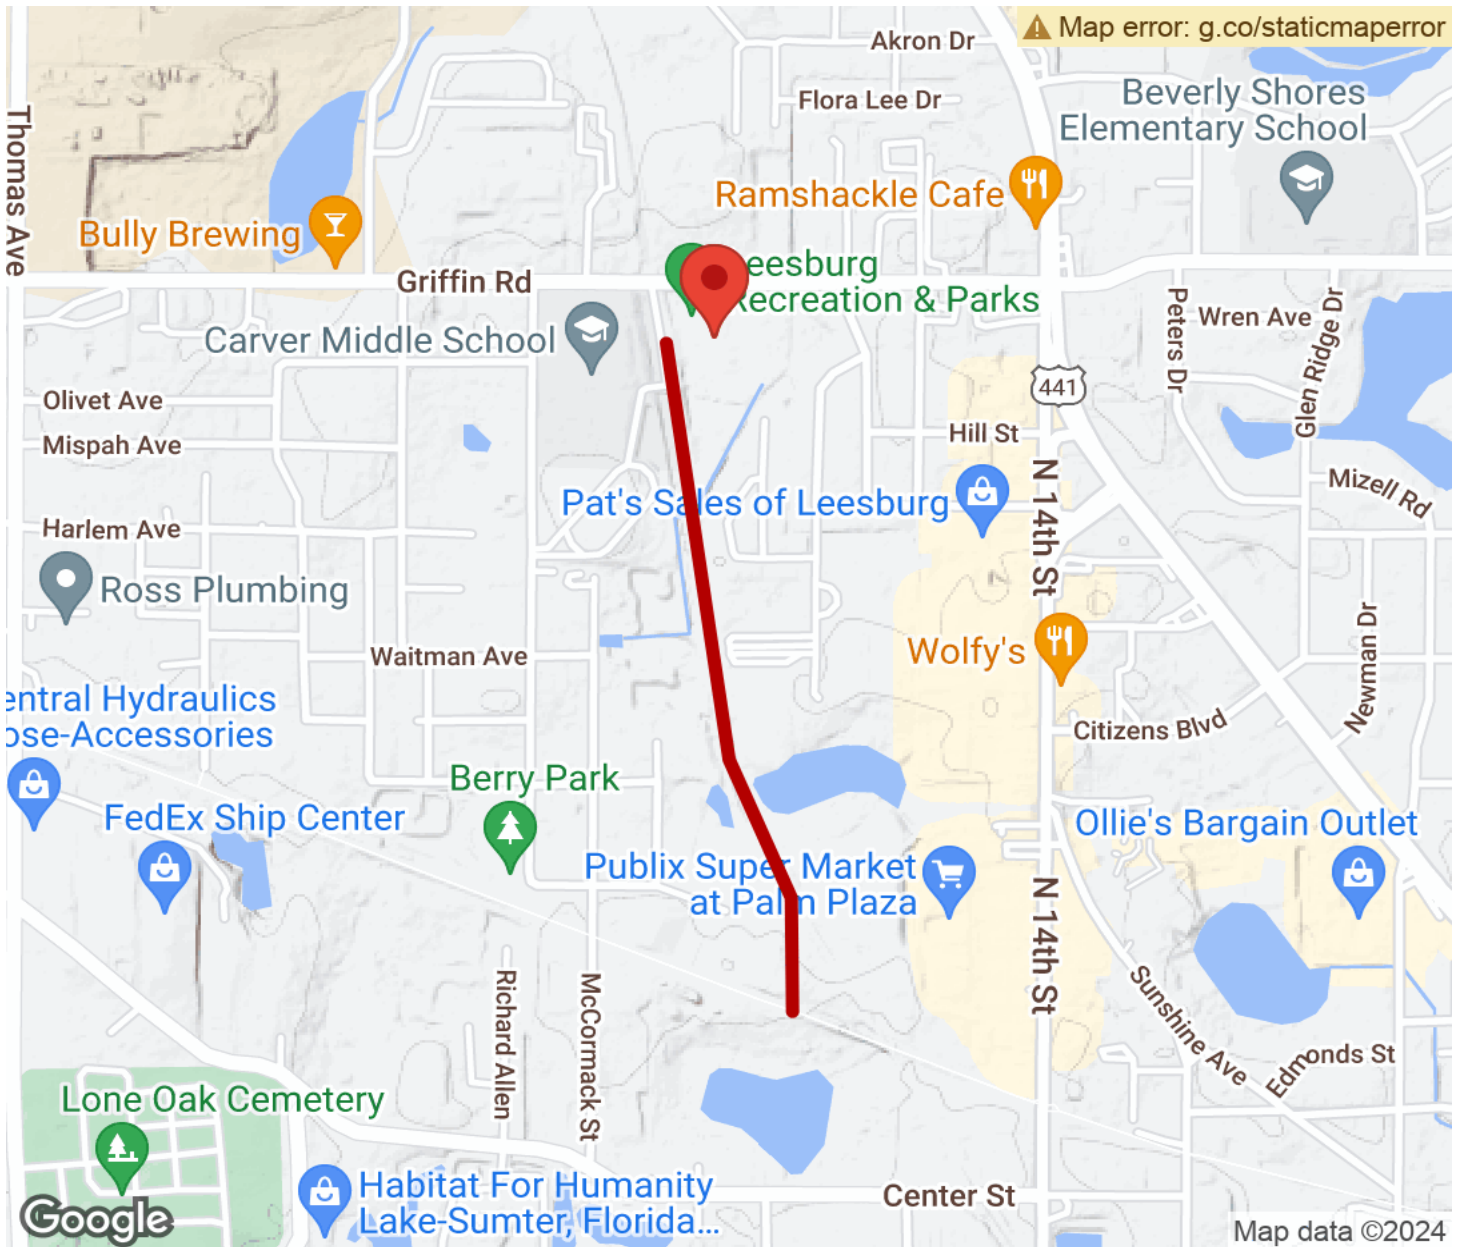 Map error: g.co/staticmaperror
Akron Dr
Flora Lee Dr
Beverly Shores
Elementary School
Thomas Ave
Ramshackle Cafe
Bully Brewing
Griffin Rd
eesburg
Recreation & Parks
Carver Middle School
Wren Ave
Peters Dr
Glen Ridge Dr
441
Olivet Ave
Mispah Ave
Hill St
N 14th St
Mizell Rd
Pat's Sales of Leesburg
Harlem Ave
Ross Plumbing
Waitman Ave
Wolfy's
Newman Dr
Citizens Blvd
entral Hydraulics
ose-Accessories
Berry Park
FedEx Ship Center
Ollie's Bargain Outlet
Publix Super Market
at Palm Plaza
N 14th St
Richard Allen
McCormack St
Sunshine Ave
Edmonds St
Lone Oak Cemetery
Habitat For Humanity
Lake-Sumter, Florida...
Center St
Google
Map data ©2024